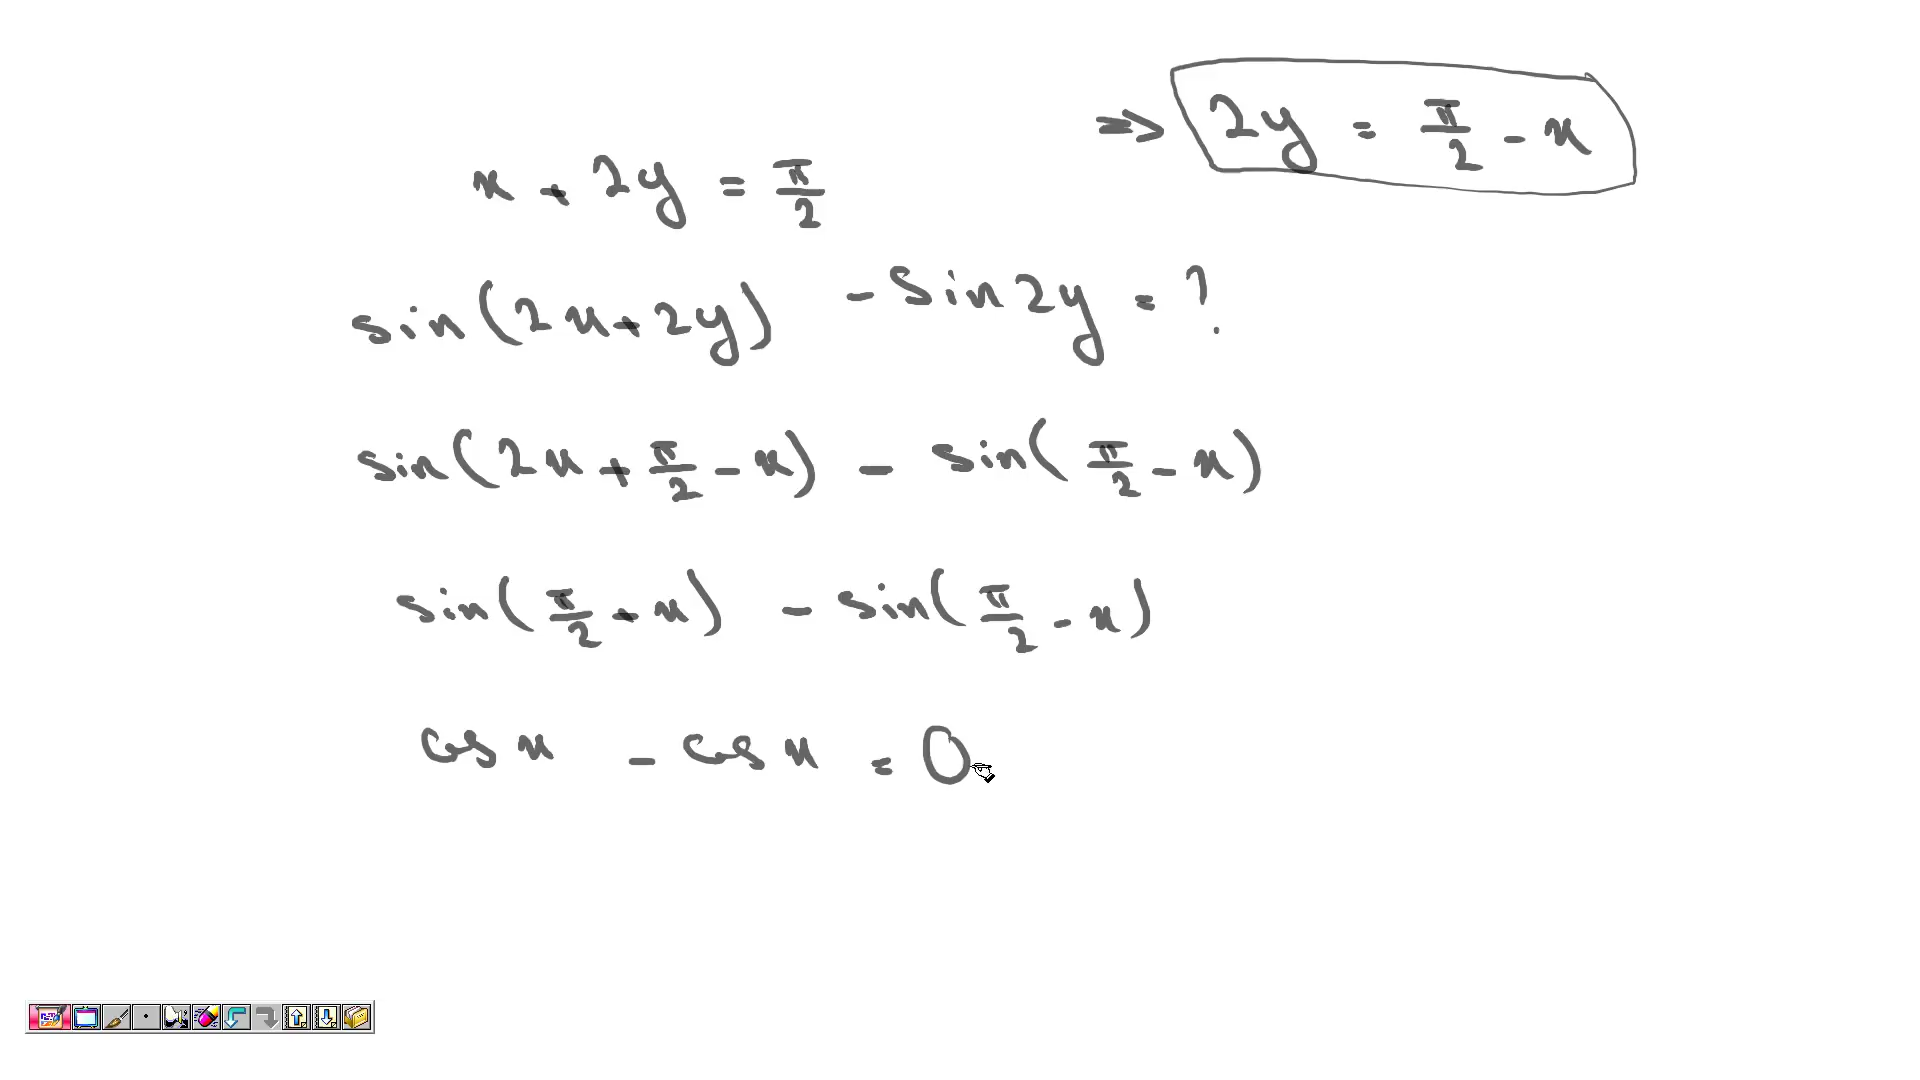 x + 2y = π/2 ⇒ 2y = π/2 - x
sin(2x+2y) - sin2y = ?
sin(2x + π/2 - x) - sin(π/2 - x)
sin(π/2 + x) - sin(π/2 - x)
cos x - cos x = 0